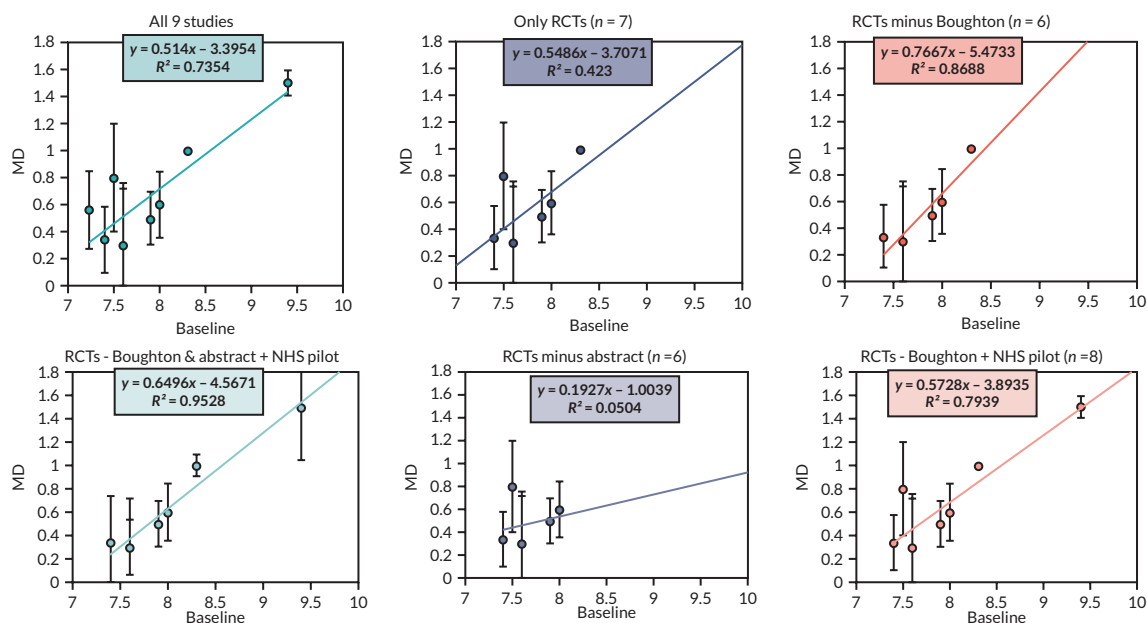 All 9 studies
y = 0.514x – 3.3954
R² = 0.7354
1.8
1.6
1.4
1.2
1
0.8
0.6
0.4
0.2
0
MD
7 7.5 8 8.5 9 9.5 10
Baseline
Only RCTs (n = 7)
y = 0.5486x – 3.7071
R² = 0.423
1.8
1.6
1.4
1.2
1
0.8
0.6
0.4
0.2
0
MD
7 7.5 8 8.5 9 9.5 10
Baseline
RCTs minus Boughton (n = 6)
y = 0.7667x – 5.4733
R² = 0.8688
1.8
1.6
1.4
1.2
1
0.8
0.6
0.4
0.2
0
MD
7 7.5 8 8.5 9 9.5 10
Baseline
RCTs - Boughton & abstract + NHS pilot
y = 0.6496x – 4.5671
R² = 0.9528
1.8
1.6
1.4
1.2
1
0.8
0.6
0.4
0.2
0
MD
7 7.5 8 8.5 9 9.5 10
Baseline
RCTs minus abstract (n =6)
y = 0.1927x – 1.0039
R² = 0.0504
1.8
1.6
1.4
1.2
1
0.8
0.6
0.4
0.2
0
MD
7 7.5 8 8.5 9 9.5 10
Baseline
RCTs - Boughton + NHS pilot (n =8)
y = 0.5728x – 3.8935
R² = 0.7939
1.8
1.6
1.4
1.2
1
0.8
0.6
0.4
0.2
0
MD
7 7.5 8 8.5 9 9.5 10
Baseline